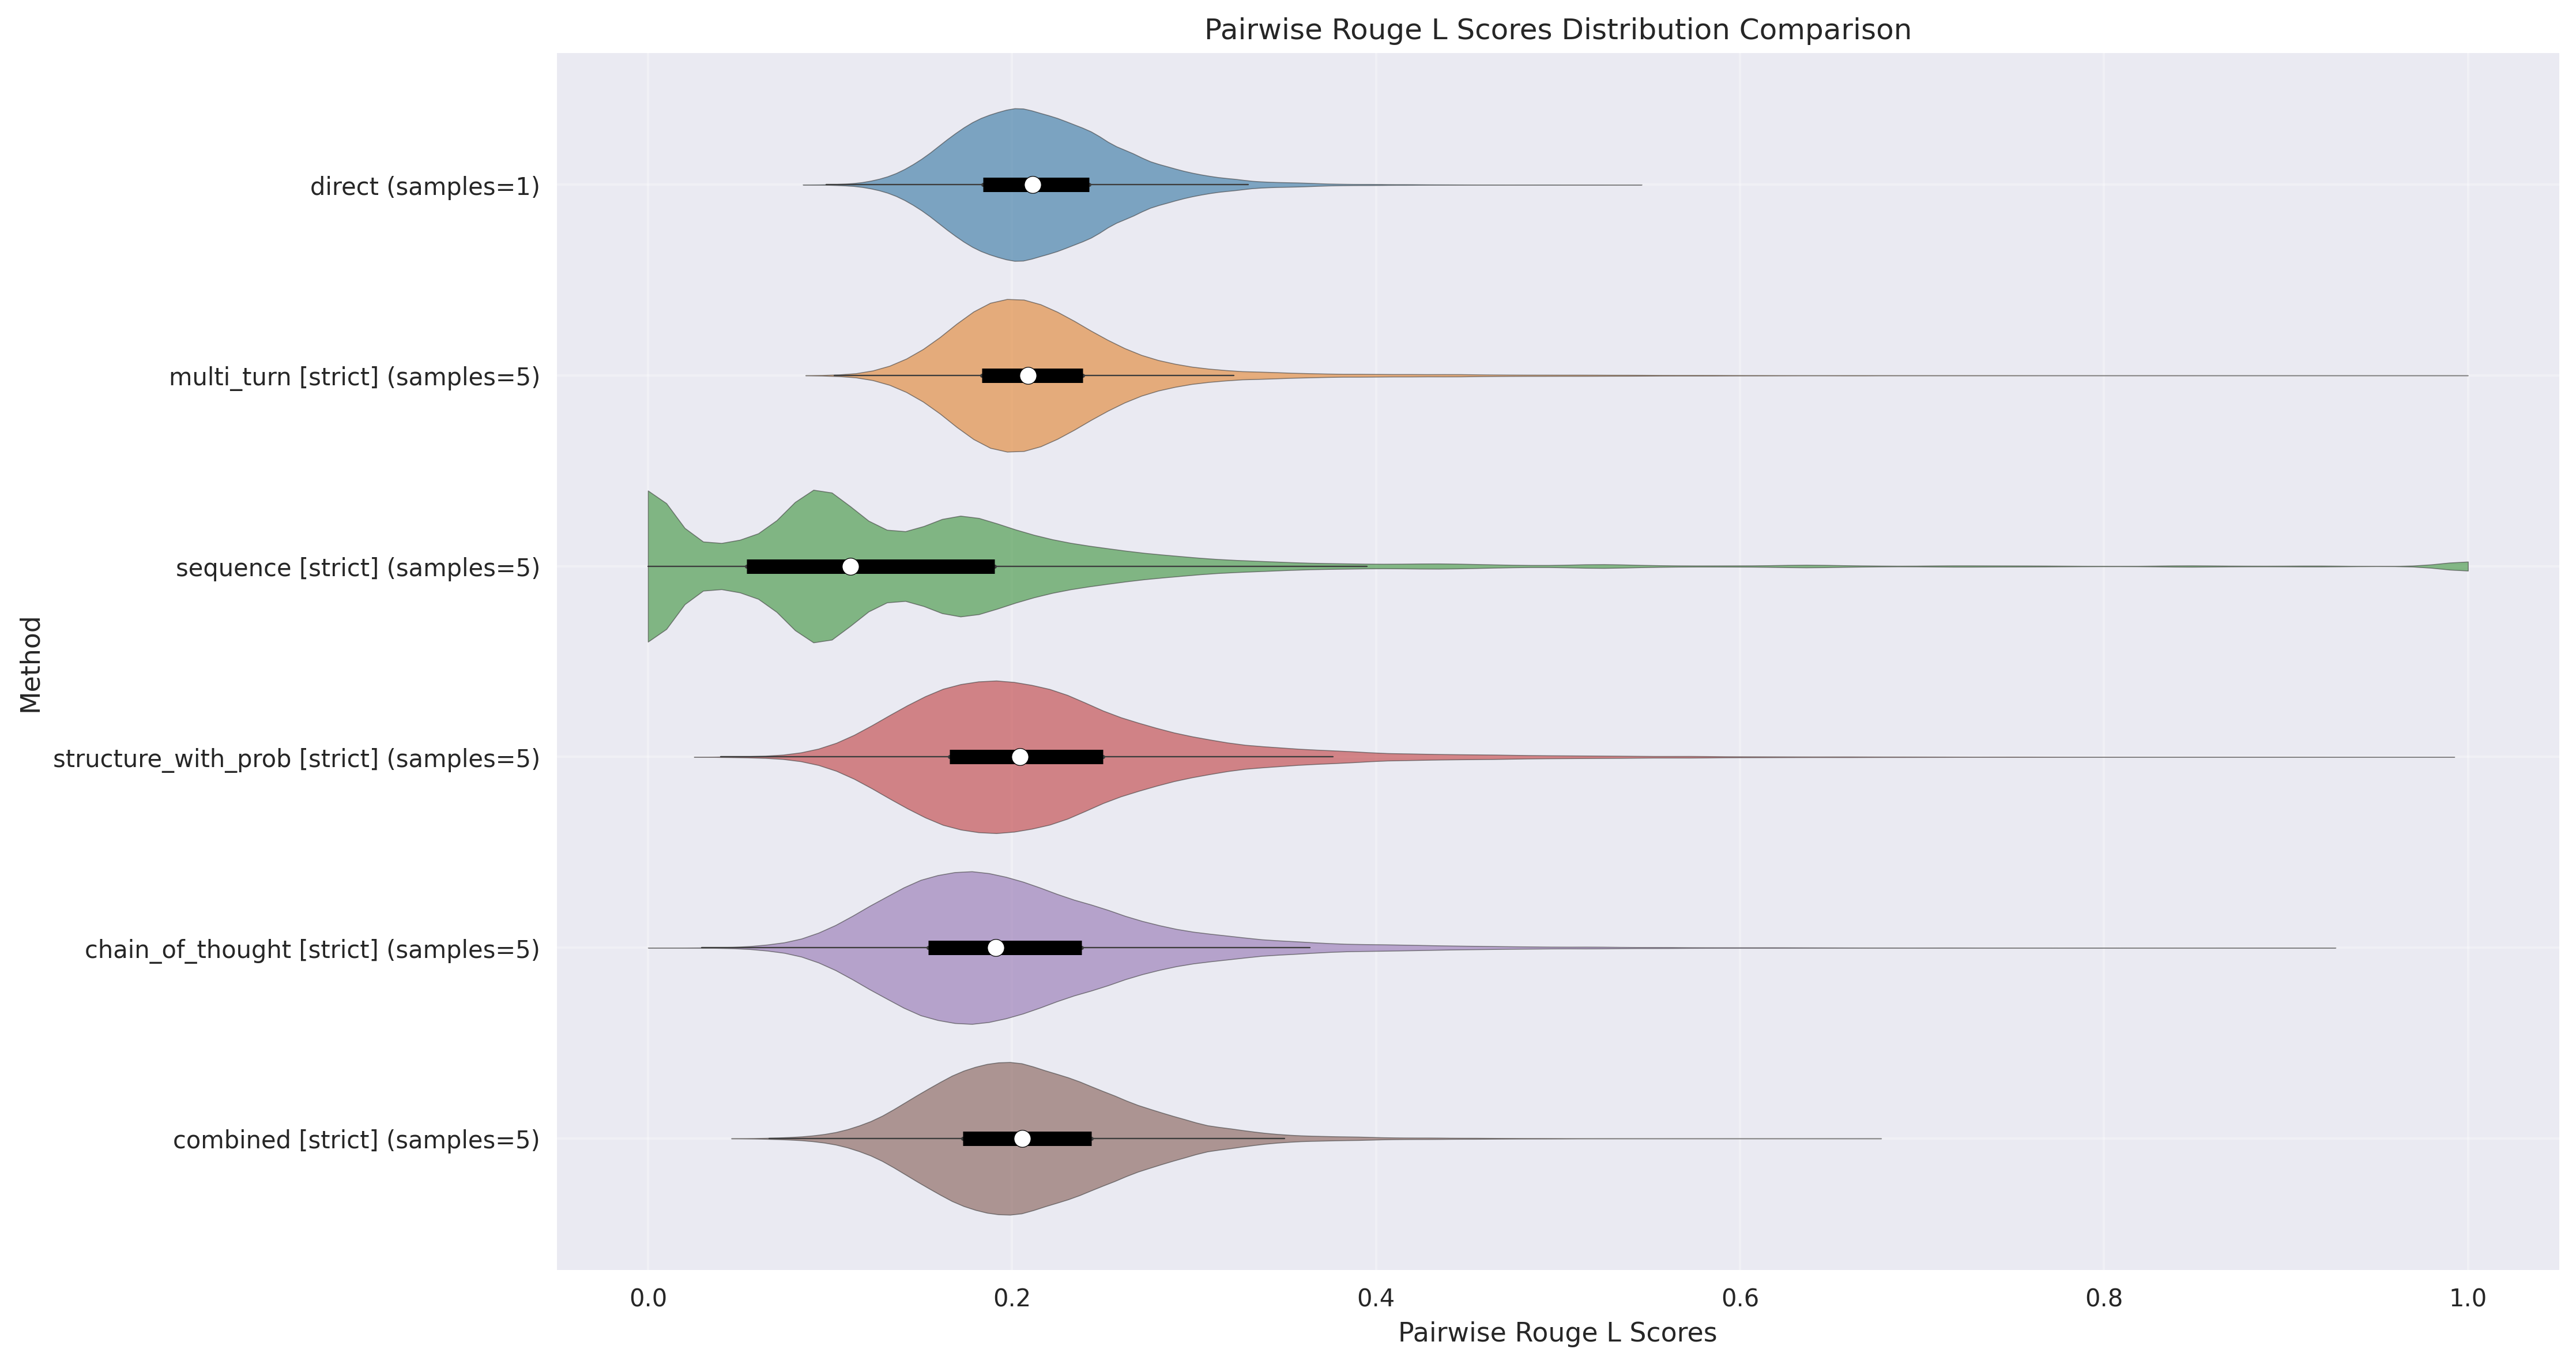 Pairwise Rouge L Scores Distribution Comparison
Method
direct (samples=1)
multi_turn [strict] (samples=5)
sequence [strict] (samples=5)
structure_with_prob [strict] (samples=5)
chain_of_thought [strict] (samples=5)
combined [strict] (samples=5)
0.0 0.2 0.4 0.6 0.8 1.0
Pairwise Rouge L Scores